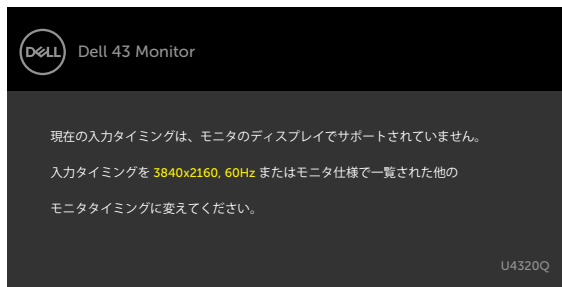 DELL Dell 43 Monitor
現在の入力タイミングは、モニタのディスプレイでサポートされていません。
入力タイミングを 3840x2160, 60Hz またはモニタ仕様で一覧された他の
モニタタイミングに変えてください。
U4320Q